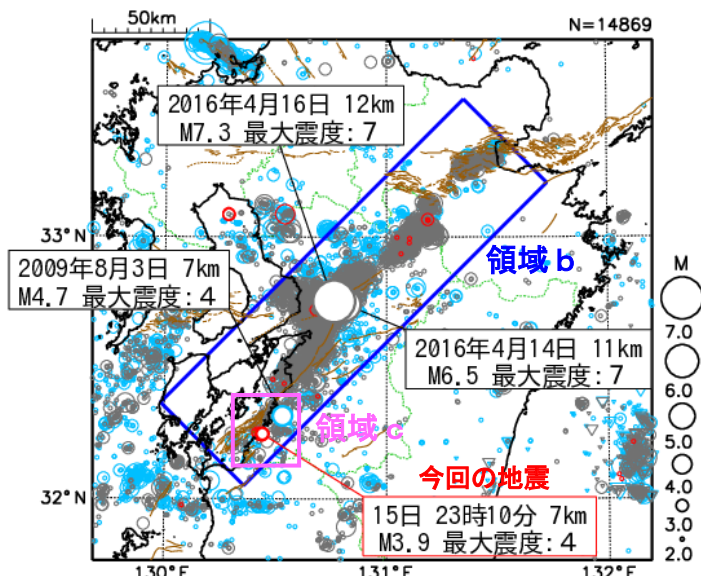 50km
N=14869
2016年4月16日 12km
M7.3 最大震度:7
33°N
領域b
2009年8月3日 7km
M4.7 最大震度:4
M
7.0
6.0
5.0
4.0
3.0
2.0
2016年4月14日 11km
M6.5 最大震度:7
領域c
今回の地震
32°N
15日 23時10分 7km
M3.9 最大震度:4
130°E
131°E
132°E